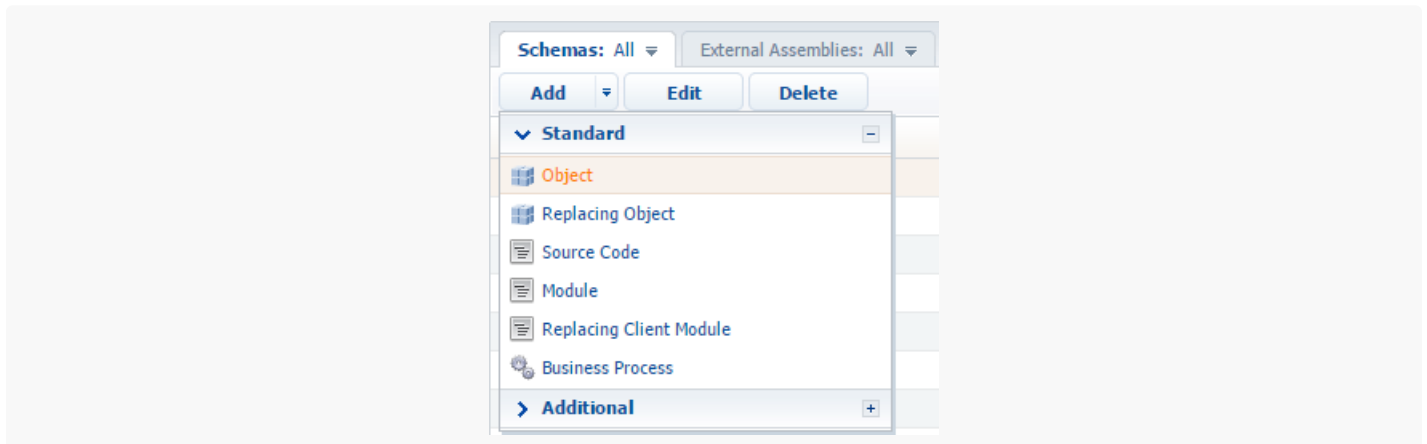 Schemas: All External Assemblies: All
Add Edit Delete
Standard
Object
Replacing Object
Source Code
Module
Replacing Client Module
Business Process
Additional